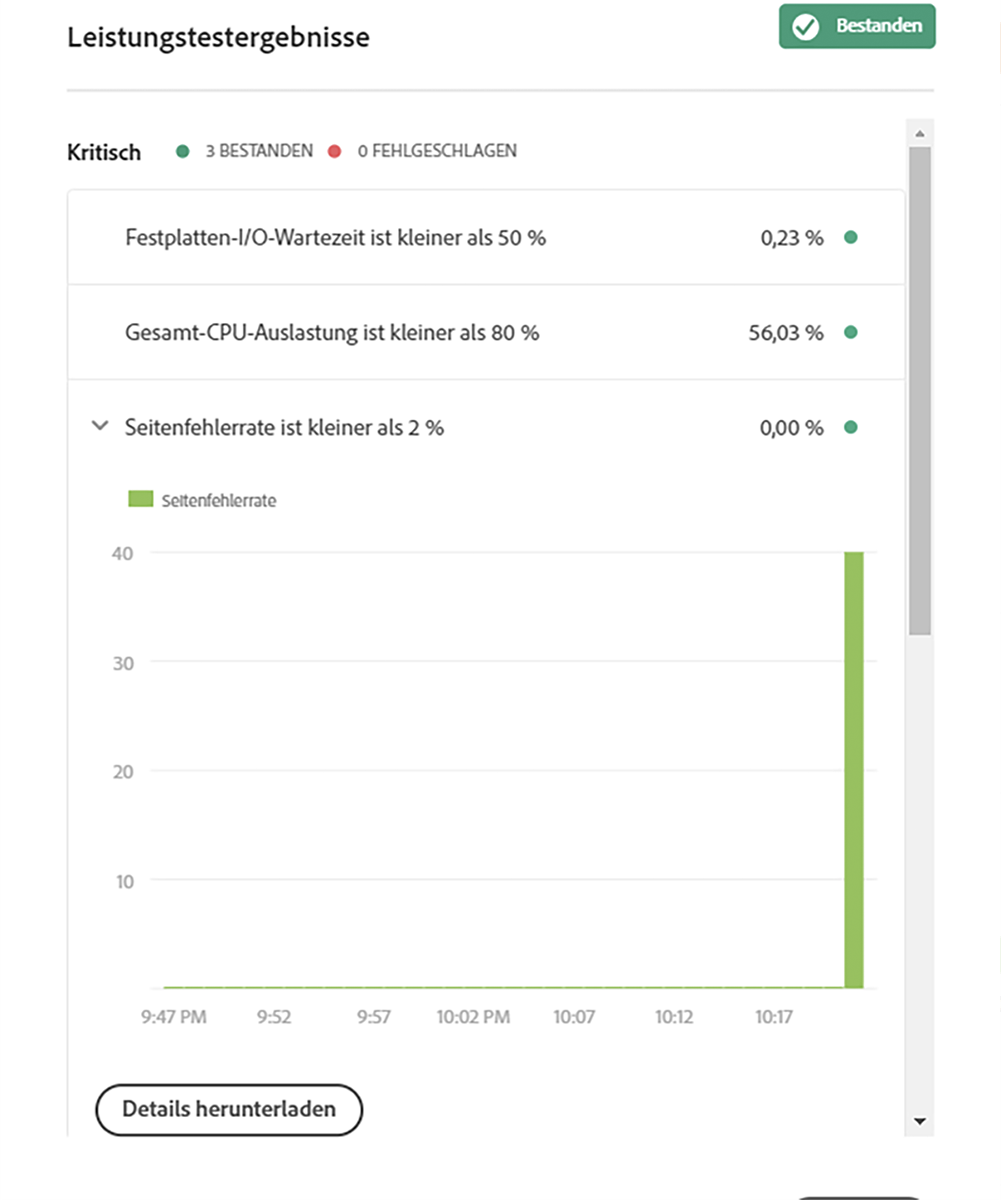 Leistungstestergebnisse
Bestanden
Kritisch 3 BESTANDEN 0 FEHLGESCHLAGEN
Festplatten-I/O-Wartezeit ist kleiner als 50 % 0,23 %
Gesamt-CPU-Auslastung ist kleiner als 80 % 56,03 %
Seitenfehlerrate ist kleiner als 2 % 0,00 %
Seitenfehlerrate
40
30
20
10
9:47 PM 9:52 9:57 10:02 PM 10:07 10:12 10:17
Details herunterladen